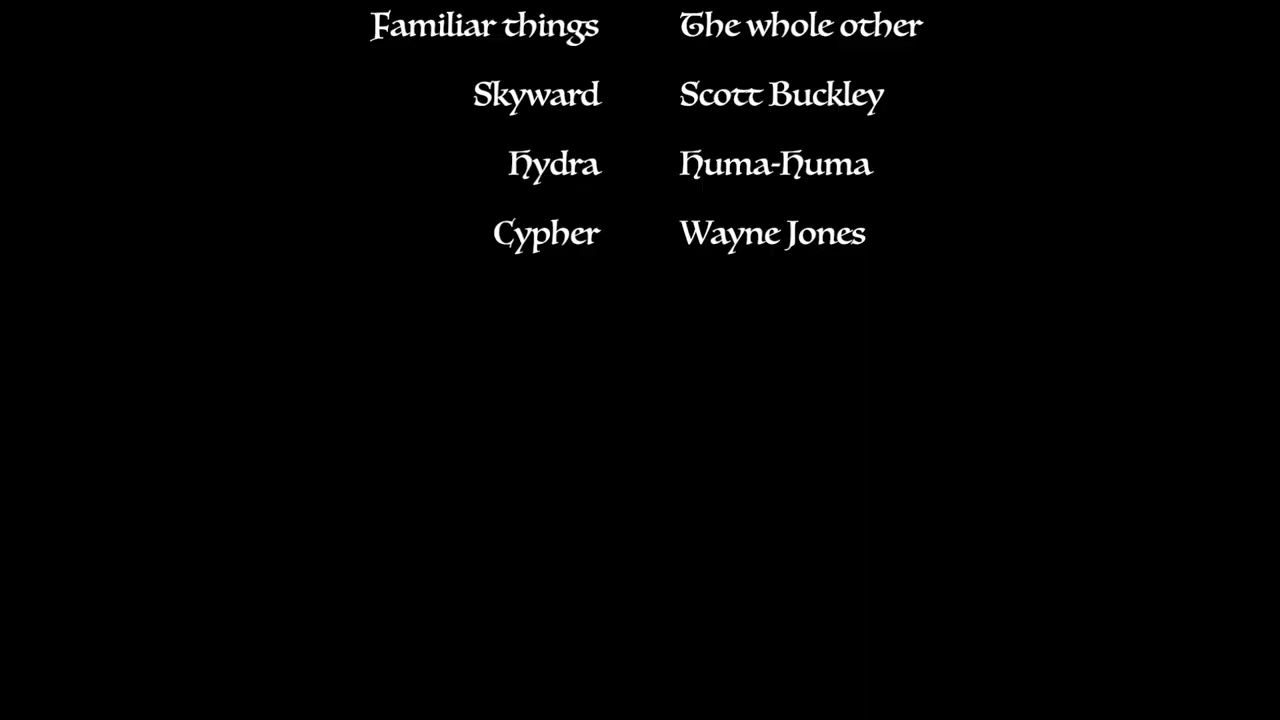 Familiar things The whole other
Skyward Scott Buckley
Hydra Huma-Huma
Cypher Wayne Jones